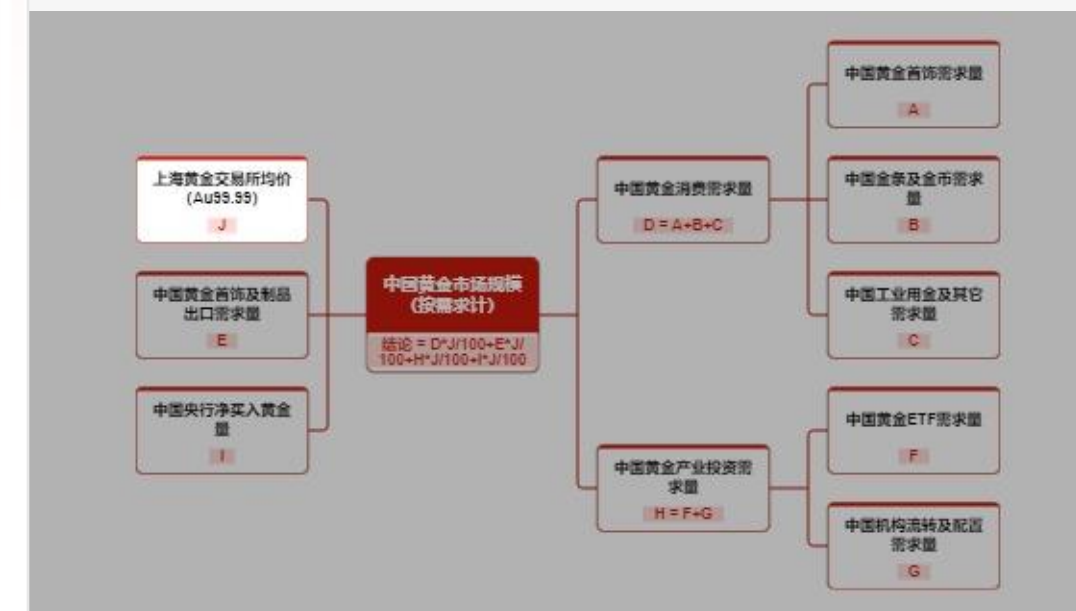 上海黄金交易所均价
(Au99.99)
J
中国黄金首饰及制品
出口需求量
E
中国央行净买入黄金
量
I
中国黄金市场规模
（按需求计）
结论 = D*J/100+E*J/
100+H*J/100+I*J/100
中国黄金消费需求量
D = A+B+C
中国黄金产业投资需
求量
H = F+G
中国黄金首饰需求量
A
中国金条及金币需求
量
B
中国工业用金及其它
需求量
C
中国黄金ETF需求量
F
中国机构流转及配置
需求量
G